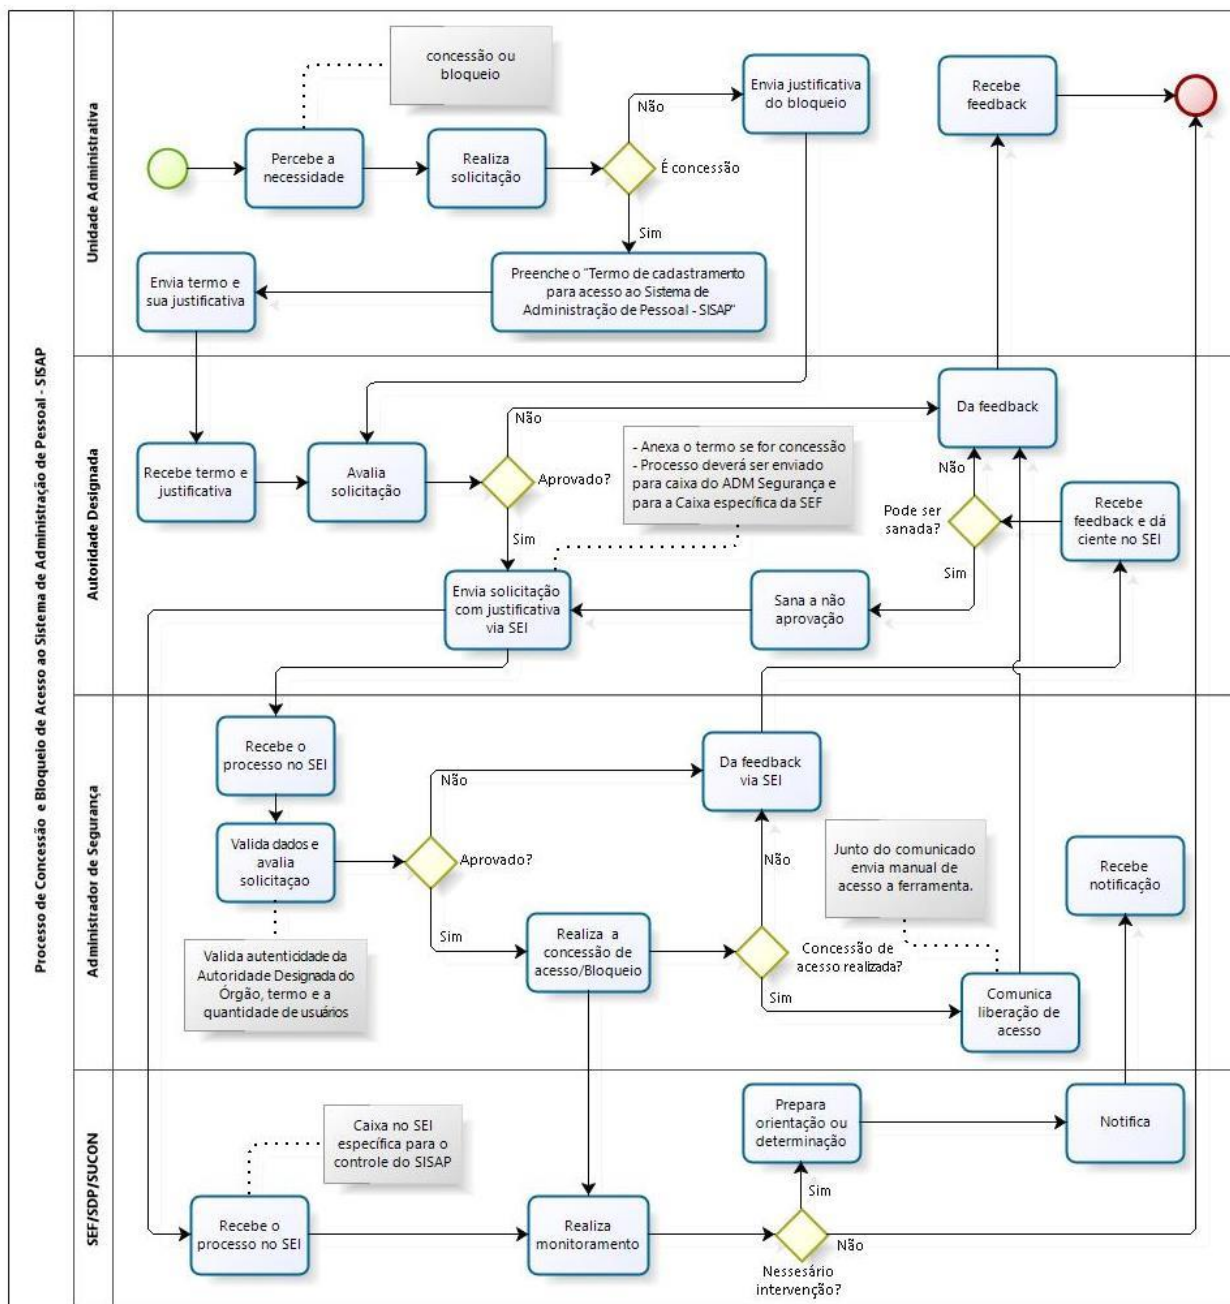 Processo de Concessão e Bloqueio de Acesso ao Sistema de Administração de Pessoal - SISAP
Unidade Administrativa
concessão ou
bloqueio
Percebe a
necessidade
Realiza
solicitação
É concessão
Não
Sim
Envia justificativa
do bloqueio
Recebe
feedback
Preenche o "Termo de cadastramento
para acesso ao Sistema de
Administração de Pessoal - SISAP"
Envia termo e
sua justificativa
Autoridade Designada
Recebe termo e
justificativa
Avalia
solicitação
Aprovado?
Não
Sim
- Anexa o termo se for concessão
- Processo deverá ser enviado
para caixa do ADM Segurança e
para a Caixa específica da SEF
Da feedback
Não
Pode ser
sanada?
Sim
Recebe
feedback e dá
ciente no SEI
Envia solicitação
com justificativa
via SEI
Sana a não
aprovação
Administrador de Segurança
Recebe o
processo no SEI
Valida dados e
avalia
solicitaçao
Aprovado?
Não
Sim
Da feedback
via SEI
Valida autenticidade da
Autoridade Designada do
Órgão, termo e a
quantidade de usuários
Realiza a
concessão de
acesso/Bloqueio
Não
Concessão de
acesso realizada?
Sim
Junto do comunicado
envia manual de
acesso a ferramenta.
Comunica
liberação de
acesso
Recebe
notificação
SEF/SDP/SUCON
Caixa no SEI
específica para o
controle do SISAP
Recebe o
processo no SEI
Realiza
monitoramento
Prepara
orientação ou
determinação
Notifica
Sim
Não
Nessesário
intervenção?